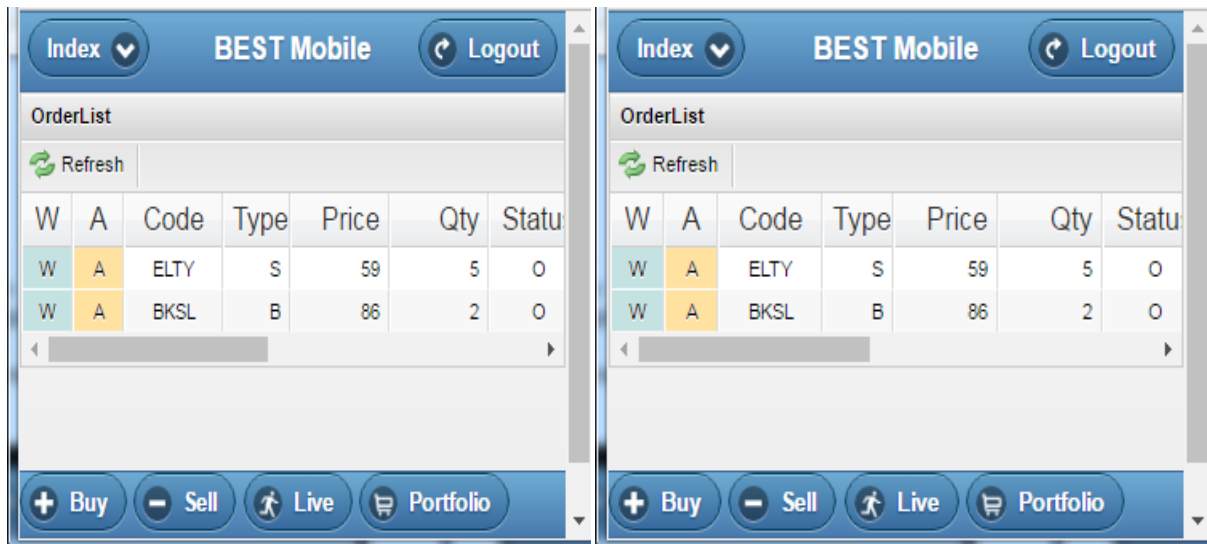 Index BEST Mobile Logout
OrderList
Refresh
W A Code Type Price Qty Statu
W A ELTY S 59 5 O
W A BKSL B 86 2 O
Buy Sell Live Portfolio
Index BEST Mobile Logout
OrderList
Refresh
W A Code Type Price Qty Statu
W A ELTY S 59 5 O
W A BKSL B 86 2 O
Buy Sell Live Portfolio